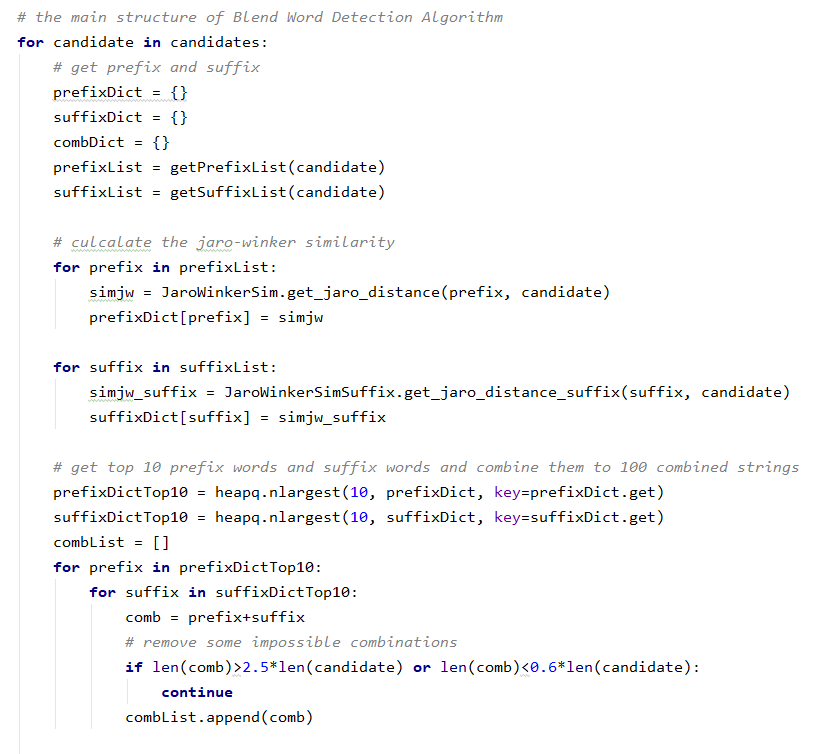 # the main structure of Blend Word Detection Algorithm
for candidate in candidates:
    # get prefix and suffix
    prefixDict = {}
    suffixDict = {}
    combDict = {}
    prefixList = getPrefixList(candidate)
    suffixList = getSuffixList(candidate)

    # culcalate the jaro-winker similarity
    for prefix in prefixList:
        simjw = JaroWinkerSim.get_jaro_distance(prefix, candidate)
        prefixDict[prefix] = simjw

    for suffix in suffixList:
        simjw_suffix = JaroWinkerSimSuffix.get_jaro_distance_suffix(suffix, candidate)
        suffixDict[suffix] = simjw_suffix

    # get top 10 prefix words and suffix words and combine them to 100 combined strings
    prefixDictTop10 = heapq.nlargest(10, prefixDict, key=prefixDict.get)
    suffixDictTop10 = heapq.nlargest(10, suffixDict, key=suffixDict.get)
    combList = []
    for prefix in prefixDictTop10:
        for suffix in suffixDictTop10:
            comb = prefix+suffix
            # remove some impossible combinations
            if len(comb)>2.5*len(candidate) or len(comb)<0.6*len(candidate):
                continue
            combList.append(comb)